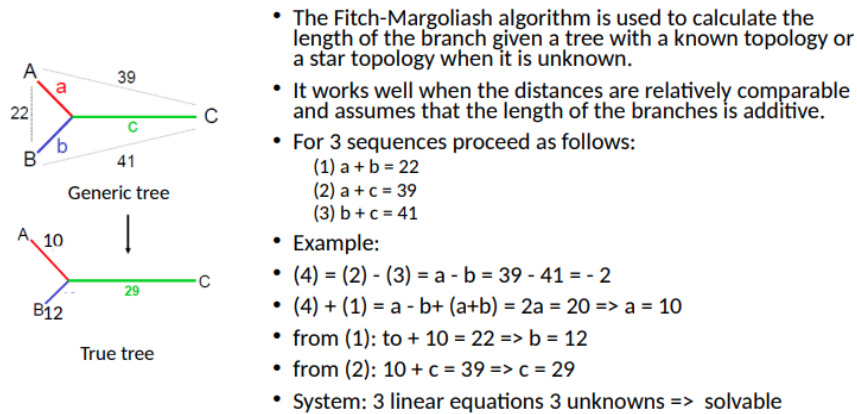 A
a
39
22
c
C
b
B
41
Generic tree
A
10
29
C
B12
True tree
• The Fitch-Margoliash algorithm is used to calculate the
length of the branch given a tree with a known topology or
a star topology when it is unknown.
• It works well when the distances are relatively comparable
and assumes that the length of the branches is additive.
• For 3 sequences proceed as follows:
(1) a + b = 22
(2) a + c = 39
(3) b + c = 41
• Example:
• (4) = (2) - (3) = a - b = 39 - 41 = - 2
• (4) + (1) = a - b+ (a+b) = 2a = 20 => a = 10
• from (1): to + 10 = 22 => b = 12
• from (2): 10 + c = 39 => c = 29
• System: 3 linear equations 3 unknowns => solvable